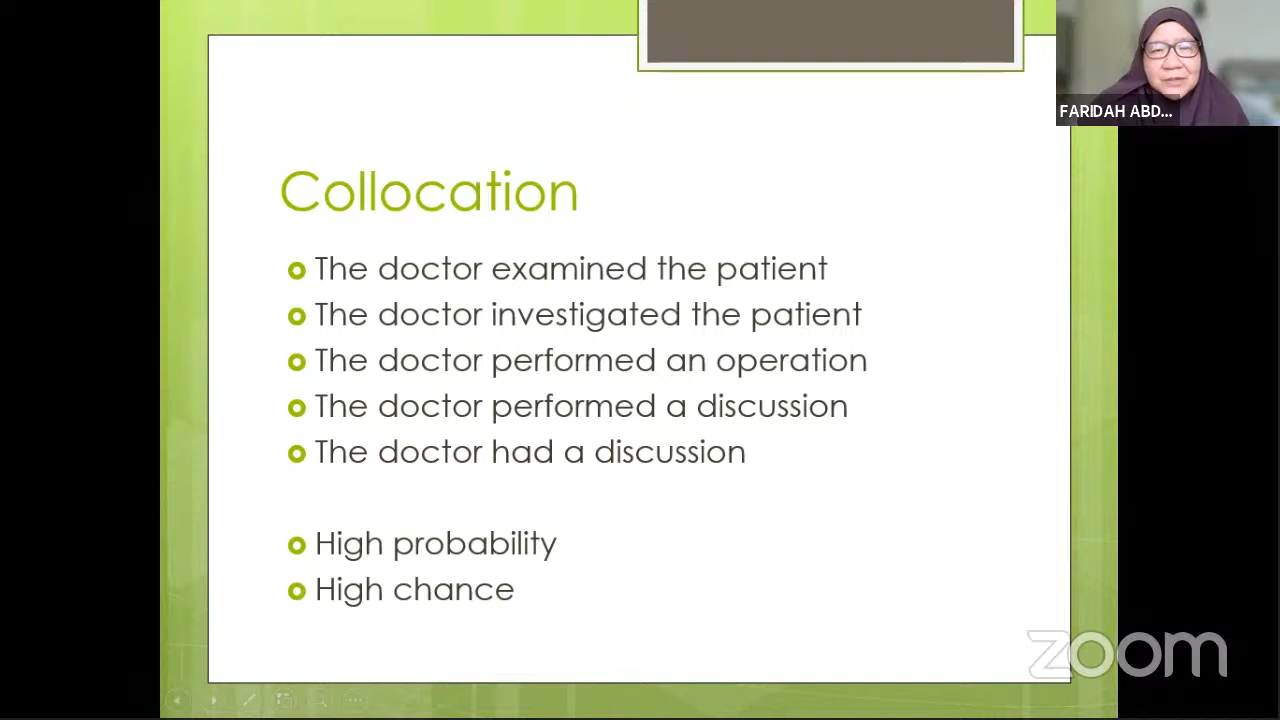 FARIDAH ABD...
Collocation
The doctor examined the patient
The doctor investigated the patient
The doctor performed an operation
The doctor performed a discussion
The doctor had a discussion
High probability
High chance
zoom